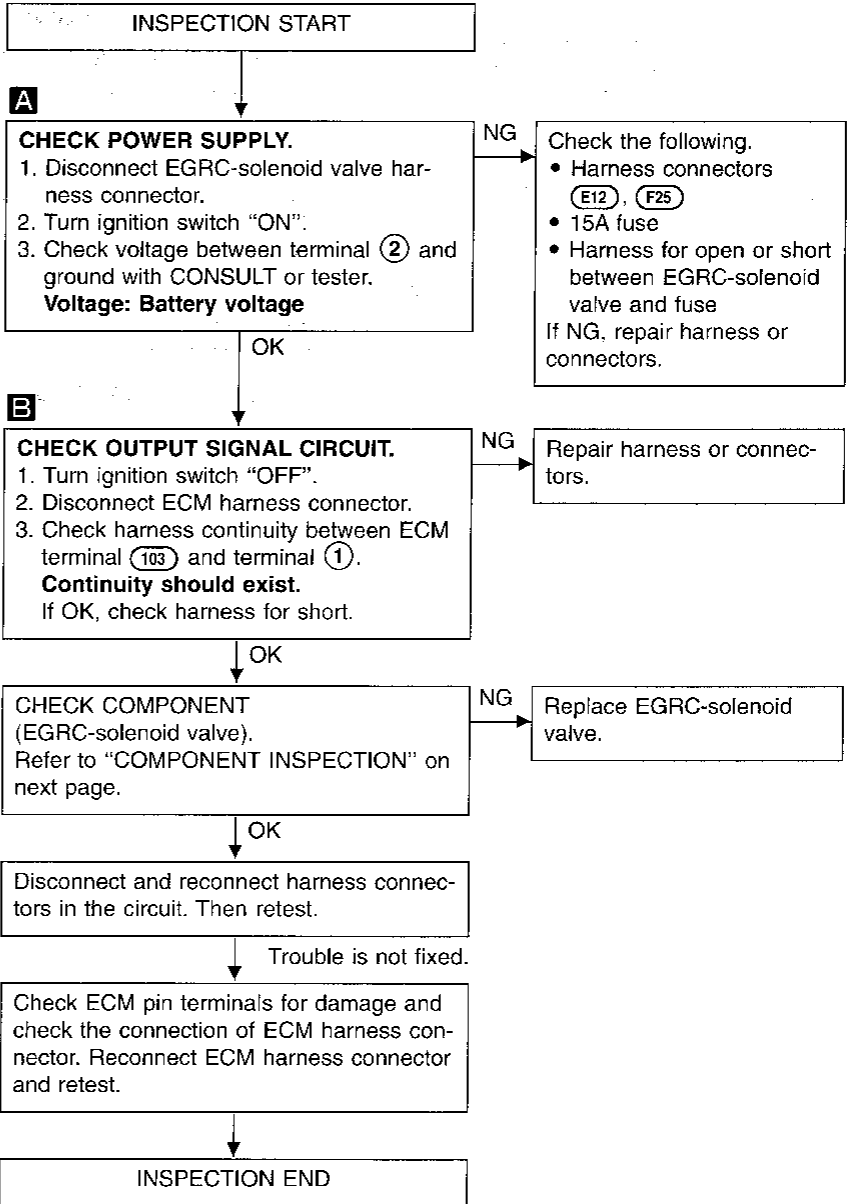 INSPECTION START
A
CHECK POWER SUPPLY.
1. Disconnect EGRC-solenoid valve har-
ness connector.
2. Turn ignition switch “ON”.
3. Check voltage between terminal 2 and
ground with CONSULT or tester.
Voltage: Battery voltage
NG
Check the following.
• Harness connectors
E12, F25
• 15A fuse
• Harness for open or short
between EGRC-solenoid
valve and fuse
If NG, repair harness or
connectors.
OK
B
CHECK OUTPUT SIGNAL CIRCUIT.
1. Turn ignition switch “OFF”.
2. Disconnect ECM harness connector.
3. Check harness continuity between ECM
terminal 103 and terminal 1.
Continuity should exist.
If OK, check harness for short.
NG
Repair harness or connec-
tors.
OK
CHECK COMPONENT
(EGRC-solenoid valve).
Refer to “COMPONENT INSPECTION” on
next page.
NG
Replace EGRC-solenoid
valve.
OK
Disconnect and reconnect harness connec-
tors in the circuit. Then retest.
Trouble is not fixed.
Check ECM pin terminals for damage and
check the connection of ECM harness con-
nector. Reconnect ECM harness connector
and retest.
INSPECTION END